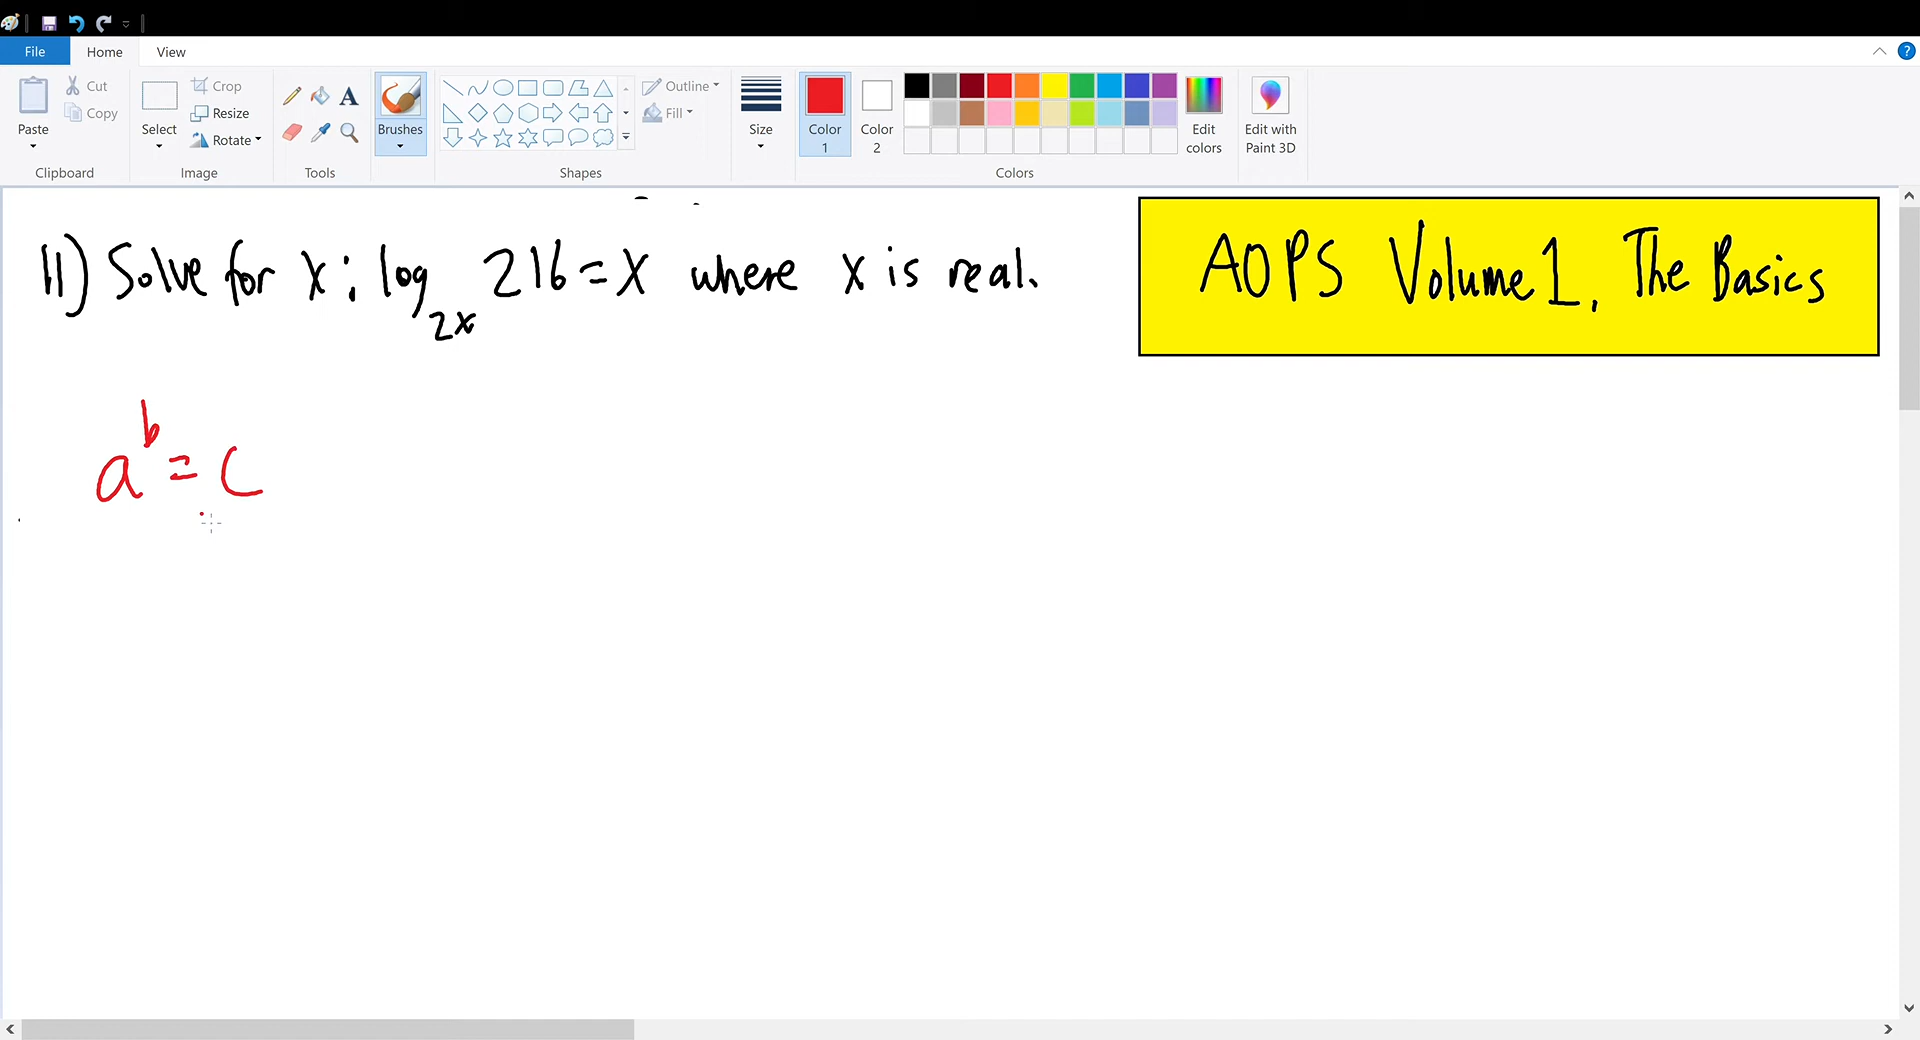 File Home View
Paste Cut Copy Select Crop Resize Rotate Brushes Outline Fill Size Color 1 Color 2 Edit colors Edit with Paint 3D
Clipboard Image Tools Shapes Colors
11) Solve for x: log_{2x} 216 = x where x is real.
AOPS Volume 1, The Basics
a^b = c